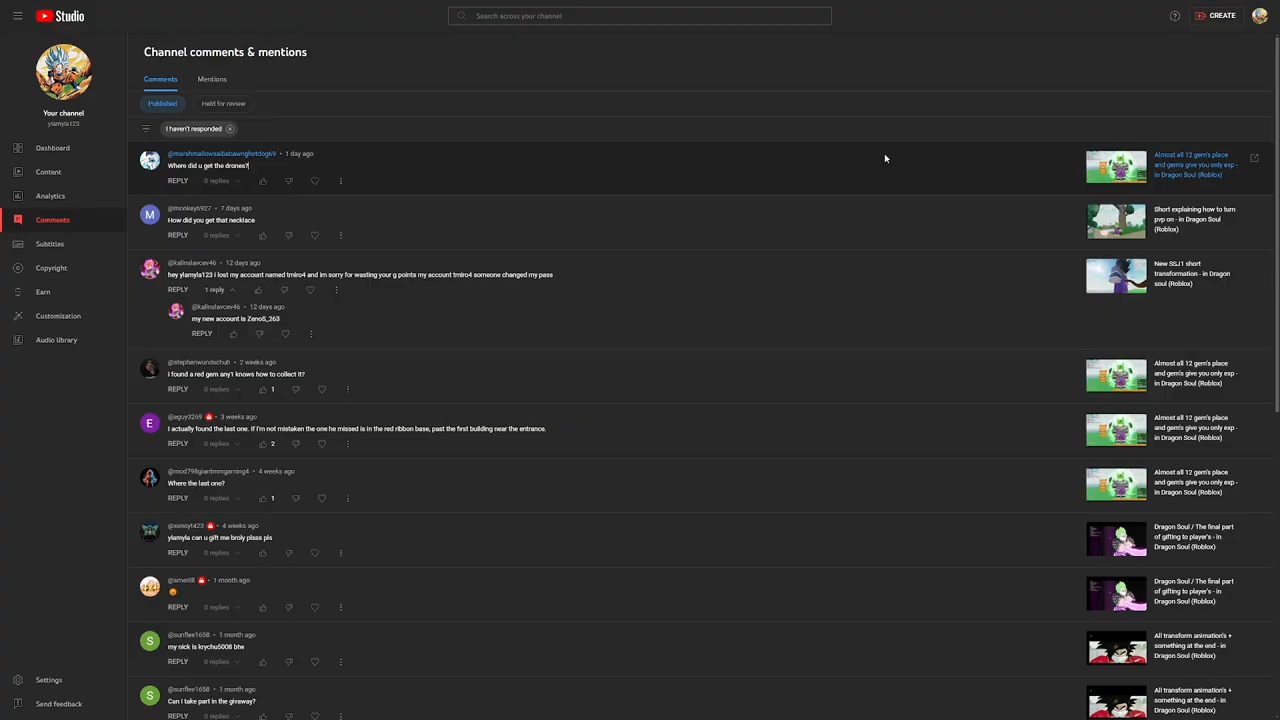 Studio
Search across your channel
CREATE
Your channel
ylamyla123
Dashboard
Content
Analytics
Comments
Subtitles
Copyright
Earn
Customization
Audio library
Settings
Send feedback
Channel comments & mentions
Comments
Mentions
Published
Held for review
I haven't responded
@marshmallowsaibabawnghotdog69 • 1 day ago
Where did u get the drones?
REPLY 0 replies
Almost all 12 gem's place
and gem's give you only exp -
in Dragon Soul (Roblox)
@monkey6927 • 7 days ago
How did you get that necklace
REPLY 0 replies
Short explaining how to turn
pvp on - in Dragon Soul
(Roblox)
@kalinslavcev46 • 12 days ago
hey ylamyla123 i lost my account named tmiro4 and im sorry for wasting your g points my account tmiro4 someone changed my pass
REPLY 1 reply
New SSJ1 short
transformation - in Dragon
soul (Roblox)
@kalinslavcev46 • 12 days ago
my new account is ZenoS_263
REPLY
@stephenwundschuh • 2 weeks ago
I found a red gem any1 knows how to collect it?
REPLY 0 replies 1
Almost all 12 gem's place
and gem's give you only exp -
in Dragon Soul (Roblox)
E
@eguy3269 • 3 weeks ago
I actually found the last one. If I'm not mistaken the one he missed is in the red ribbon base, past the first building near the entrance.
REPLY 0 replies 2
Almost all 12 gem's place
and gem's give you only exp -
in Dragon Soul (Roblox)
@mod798giantmmgaming4 • 4 weeks ago
Where the last one?
REPLY 0 replies 1
Almost all 12 gem's place
and gem's give you only exp -
in Dragon Soul (Roblox)
@xenoyt423 • 4 weeks ago
ylamyla can u gift me broly plsss pls
REPLY 0 replies
Dragon Soul / The final part
of gifting to player's - in
Dragon Soul (Roblox)
• 1 month ago
REPLY 0 replies
Dragon Soul / The final part
of gifting to player's - in
Dragon Soul (Roblox)
S
@sunflee1658 • 1 month ago
my nick is krychu5008 btw
REPLY 0 replies
All transform animation's +
something at the end - in
Dragon Soul (Roblox)
S
@sunflee1658 • 1 month ago
Can I take part in the givaway?
REPLY 0 replies
All transform animation's +
something at the end - in
Dragon Soul (Roblox)